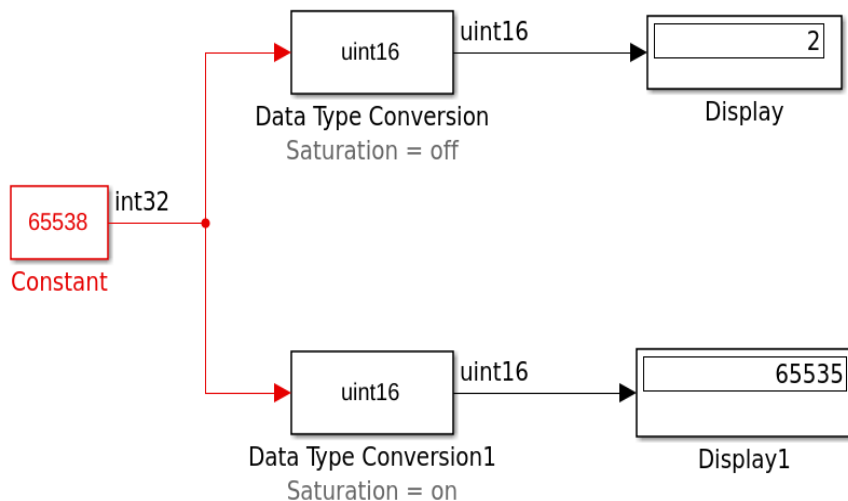 uint16
uint16
2
Data Type Conversion
Saturation = off
Display
65538
int32
Constant
uint16
uint16
65535
Data Type Conversion1
Saturation = on
Display1